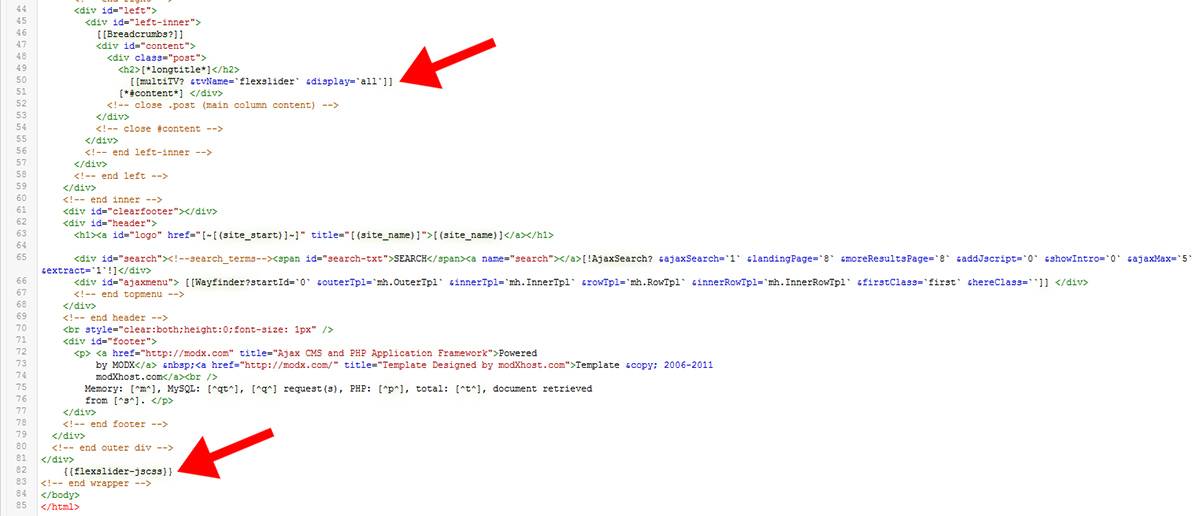 44 <div id="left">
45 <div id="left-inner">
46 [[Breadcrumbs?]]
47 <div id="content">
48 <div class="post">
49 <h2>[*longtitle*]</h2>
50 [[multiTV? &tvName=`flexslider` &display=`all`]]
51 [*#content*] </div>
52 <!-- close .post (main column content) -->
53 </div>
54 <!-- close #content -->
55 </div>
56 <!-- end left-inner -->
57 </div>
58 <!-- end left -->
59 </div>
60 <!-- end inner -->
61 <div id="clearfooter"></div>
62 <div id="header">
63 <h1><a id="logo" href="[~[(site_start)]~]" title="[(site_name)]">[(site_name)]</a></h1>
64
65 <div id="search"><!--search_terms--><span id="search-txt">SEARCH</span><a name="search"></a>[!AjaxSearch? &ajaxSearch=`1` &landingPage=`8` &moreResultsPage=`8` &addJscript=`0` &showIntro=`0` &ajaxMax=`5`
&extract=`1`!]</div>
66 <div id="ajaxmenu"> [[Wayfinder?startId=`0` &outerTpl=`mh.OuterTpl` &innerTpl=`mh.InnerTpl` &rowTpl=`mh.RowTpl` &innerRowTpl=`mh.InnerRowTpl` &firstClass=`first` &hereClass=``]] </div>
67 <!-- end topmenu -->
68 </div>
69 <!-- end header -->
70 <br style="clear:both;height:0;font-size: 1px" />
71 <div id="footer">
72 <p> <a href="http://modx.com" title="Ajax CMS and PHP Application Framework">Powered
73 by MODX</a> &nbsp;<a href="http://modx.com/" title="Template Designed by modXhost.com">Template &copy; 2006-2011
74 modXhost.com</a><br />
75 Memory: [^m^], MySQL: [^qt^], [^q^] request(s), PHP: [^p^], total: [^t^], document retrieved
76 from [^s^]. </p>
77 </div>
78 <!-- end footer -->
79 </div>
80 <!-- end outer div -->
81 </div>
82 {{flexslider-jscss}}
83 <!-- end wrapper -->
84 </body>
85 </html>